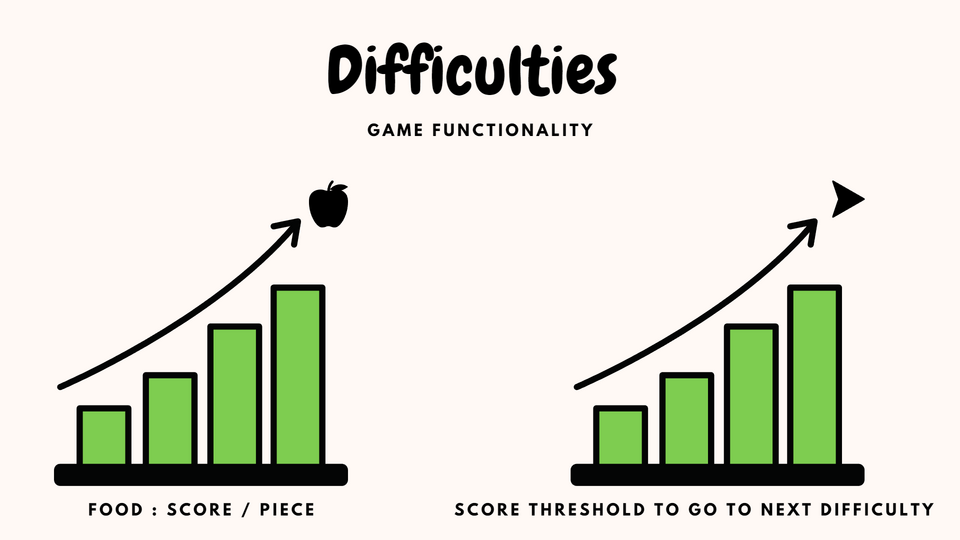 Difficulties
GAME FUNCTIONALITY
FOOD : SCORE / PIECE
SCORE THRESHOLD TO GO TO NEXT DIFFICULTY